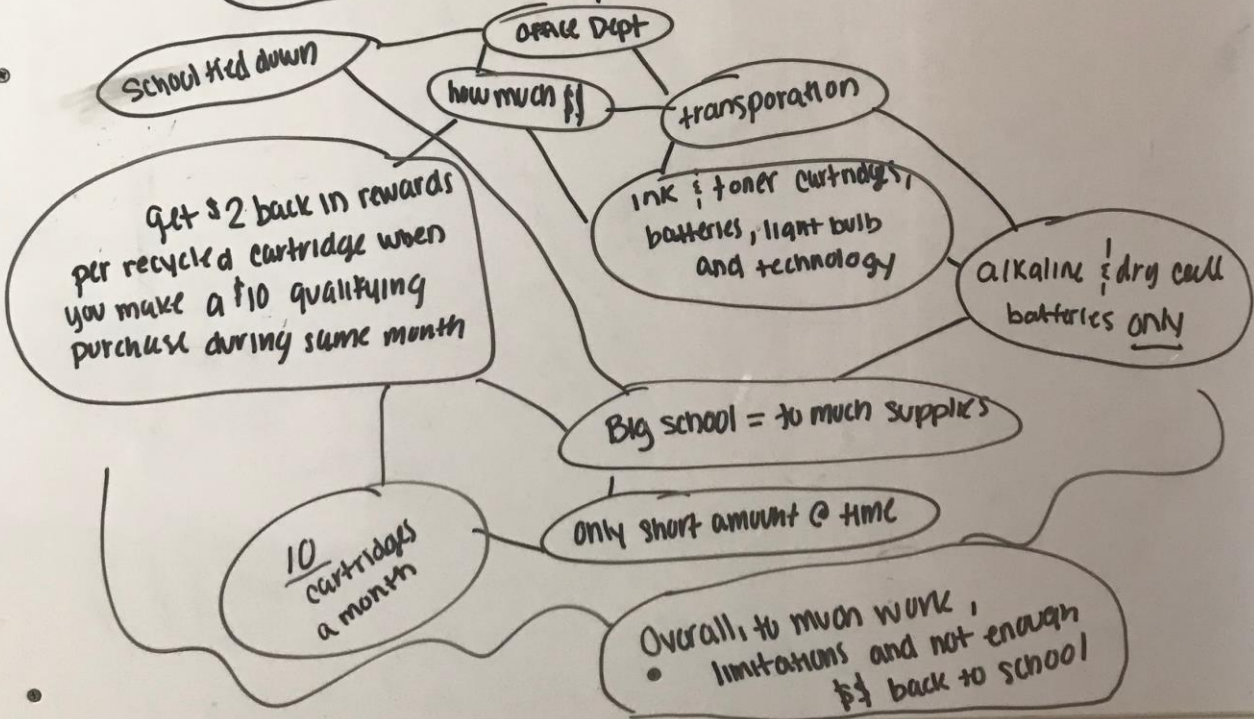 OFFICE Dept
School tied down
how much $$
transporation
get $2 back in rewards
per recycled cartridge when
you make a $10 qualifying
purchase during same month
ink & toner cartridges,
batteries, light bulb
and technology
alkaline & dry cell
batteries only
Big school = to much supplies
only short amount @ time
10
cartridges
a month
Overall, to much work,
limitations and not enough
$$ back to school